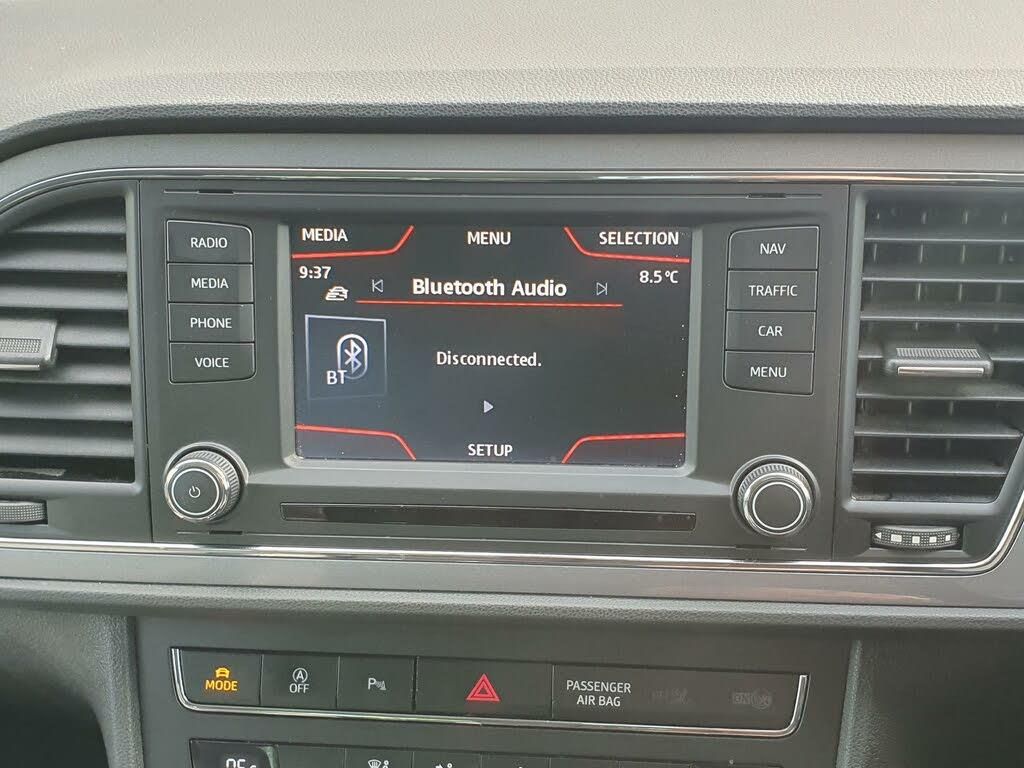 RADIO
MEDIA
PHONE
VOICE
MEDIA MENU SELECTION
9:37 Bluetooth Audio 8.5°C
BT Disconnected.
SETUP
NAV
TRAFFIC
CAR
MENU
MODE
A
OFF
P
PASSENGER
AIR BAG